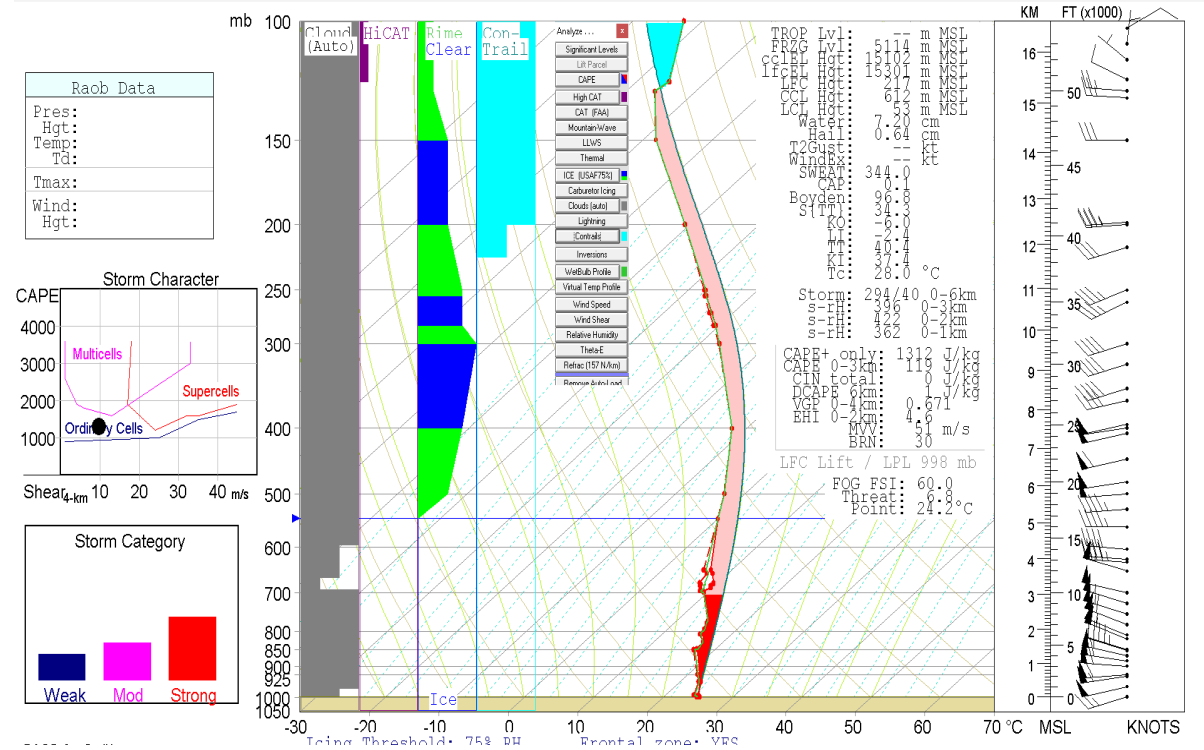 mb
Cloud
(Auto)
HiCAT
Rime
Clear
Con-
Trail
Analyze . . .
x
Significant Levels
Lift Parcel
CAPE
High CAT
CAT (FAA)
Mountain-Wave
LLWS
Thermal
ICE (USAF75%)
Carburetor Icing
Clouds (auto)
Lightning
(Contrails)
Inversions
WetBulb Profile
Virtual Temp Profile
Wind Speed
Wind Shear
Relative Humidity
Theta-E
Refrac (157 N/km)
Remove Auto-Load
TROP Lvl: -- m MSL
FRZG Lvl: 5114 m MSL
cclEL Hgt: 15102 m MSL
lfcEL Hgt: 15301 m MSL
LFC Hgt: 217 m MSL
CCL Hgt: 612 m MSL
LCL Hgt: 53 m MSL
Water: 7.20 cm
Hail: 0.64 cm
T2Gust: -- kt
WindEx: -- kt
SWEAT: 344.0
CAP: 0.1
Boyden: 96.8
S(TT): 34.3
KO: -6.0
LI: -2.4
TT: 40.4
KI: 37.4
Tc: 28.0 °C
Storm: 294/40 0-6km
s-rH: 396 0-3km
s-rH: 422 0-2km
s-rH: 362 0-1km
CAPE+ only: 1312 J/kg
CAPE 0-3km: 119 J/kg
CIN total: 0 J/kg
DCAPE 6km: 1 J/kg
VGP 0-4km: 0.671
EHI 0-2km: 4.6
MVV: 51 m/s
BRN: 30
LFC Lift / LPL 998 mb
FOG FSI: 60.0
Threat: 6.8
Point: 24.2°C
Raob Data
Pres:
Hgt:
Temp:
Td:
Tmax:
Wind:
Hgt:
Storm Character
CAPE
4000
3000
2000
1000
Multicells
Supercells
Ordinary Cells
Shear4-km 10 20 30 40 m/s
Storm Category
Weak Mod Strong
100
150
200
250
300
400
500
600
700
800
850
900
925
1000
1050
Ice
-30 -20 -10 0 10 20 30 40 50 60 70 °C MSL KNOTS
Icing Threshold: 75% RH Frontal zone: YES
KM FT (x1000)
16
15
14
13
12
11
10
9
8
7
6
5
4
3
2
1
0
50
45
40
35
30
25
20
15
10
5
0